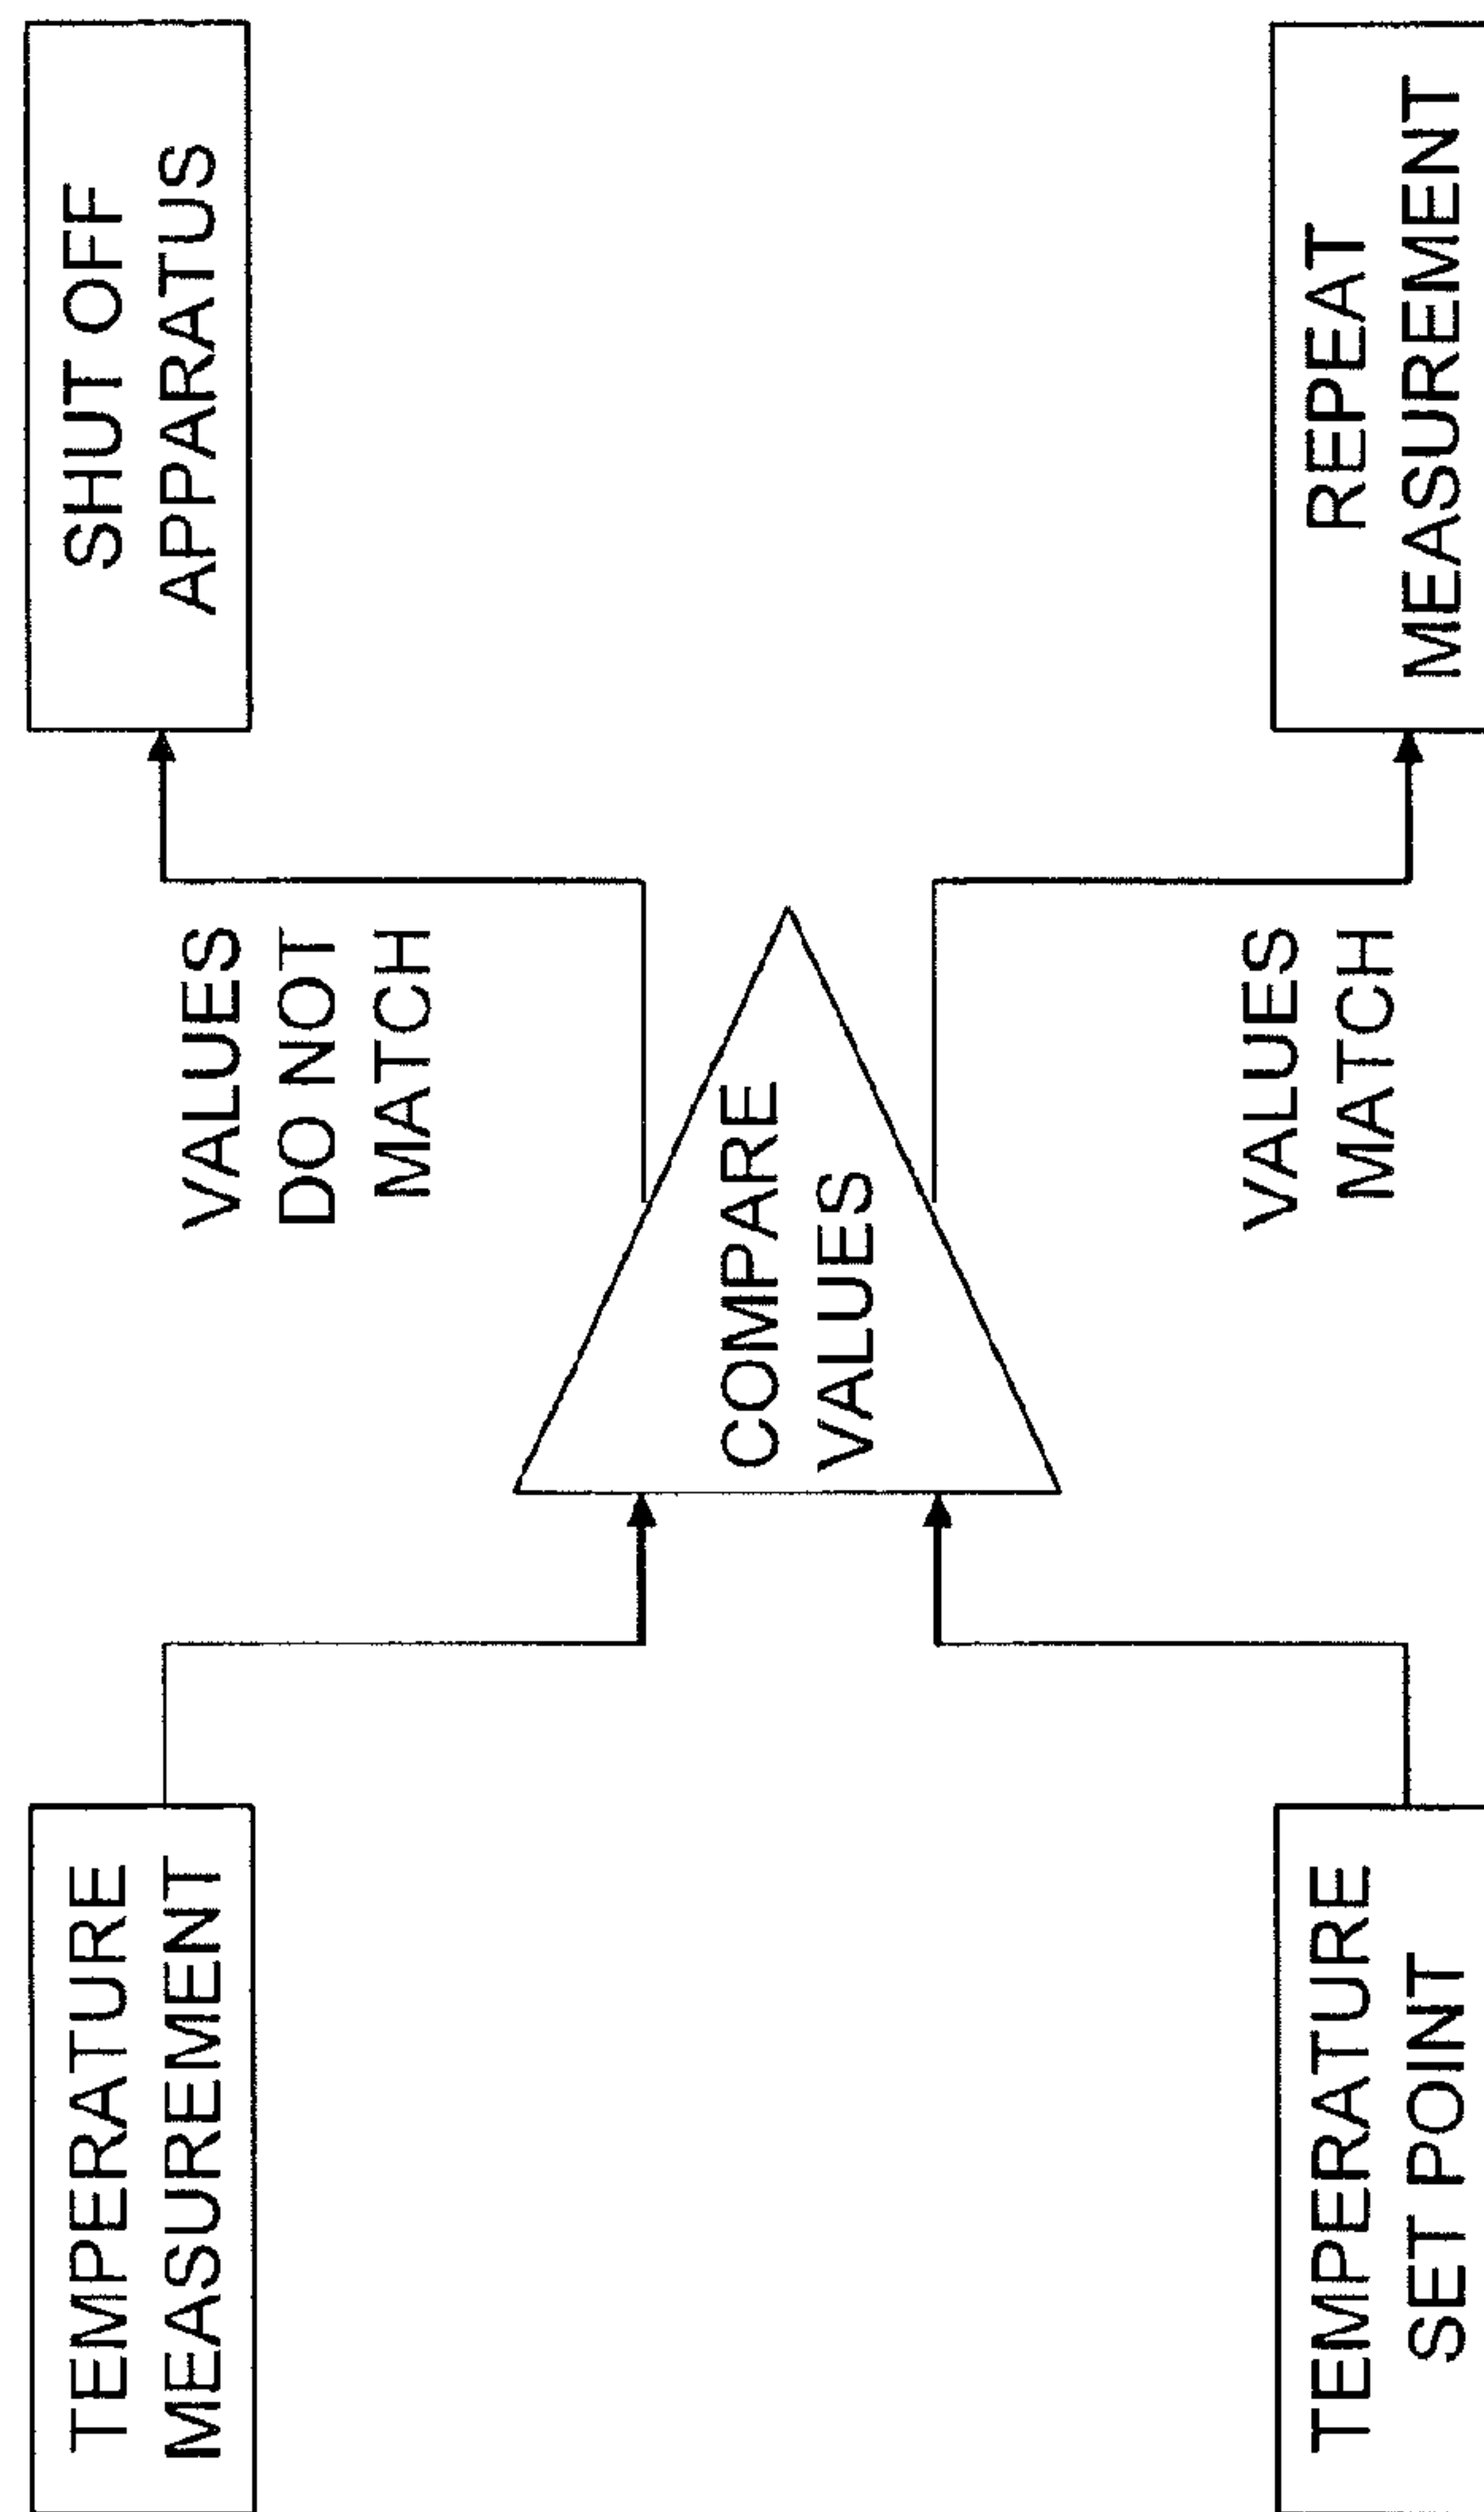 TEMPERATURE
MEASUREMENT
TEMPERATURE
SET POINT
COMPARE
VALUES
VALUES
DO NOT
MATCH
VALUES
MATCH
SHUT OFF
APPARATUS
REPEAT
MEASUREMENT